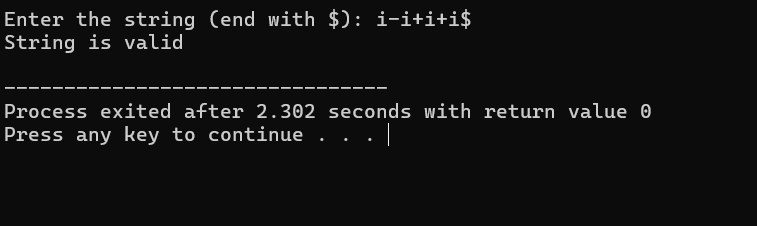 Enter the string (end with $): i-i+i+i$
String is valid
--------------------------------
Process exited after 2.302 seconds with return value 0
Press any key to continue . . .